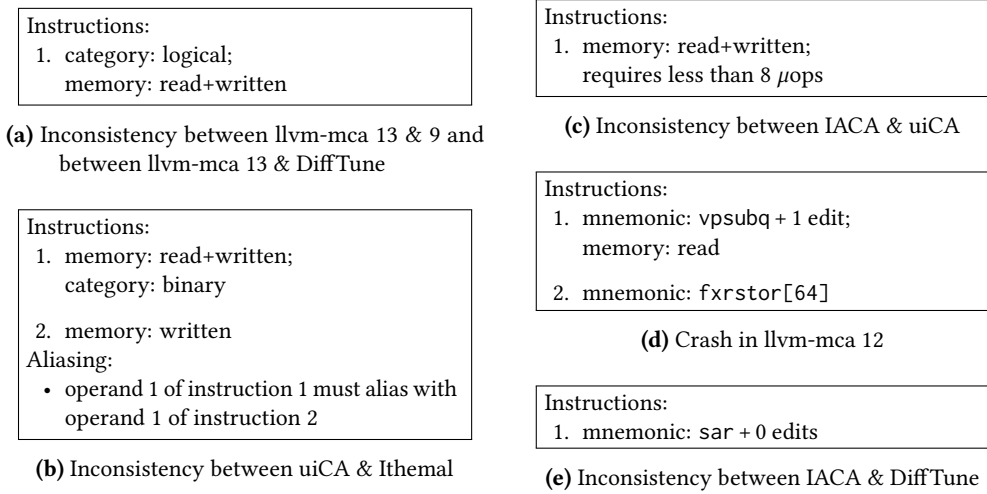 Instructions:
1. category: logical;
memory: read+written
(a) Inconsistency between llvm-mca 13 & 9 and
between llvm-mca 13 & DiffTune
Instructions:
1. memory: read+written;
category: binary
2. memory: written
Aliasing:
• operand 1 of instruction 1 must alias with
operand 1 of instruction 2
(b) Inconsistency between uiCA & Ithemal
Instructions:
1. memory: read+written;
requires less than 8 μops
(c) Inconsistency between IACA & uiCA
Instructions:
1. mnemonic: vpsubq + 1 edit;
memory: read
2. mnemonic: fxrstor[64]
(d) Crash in llvm-mca 12
Instructions:
1. mnemonic: sar + 0 edits
(e) Inconsistency between IACA & DiffTune